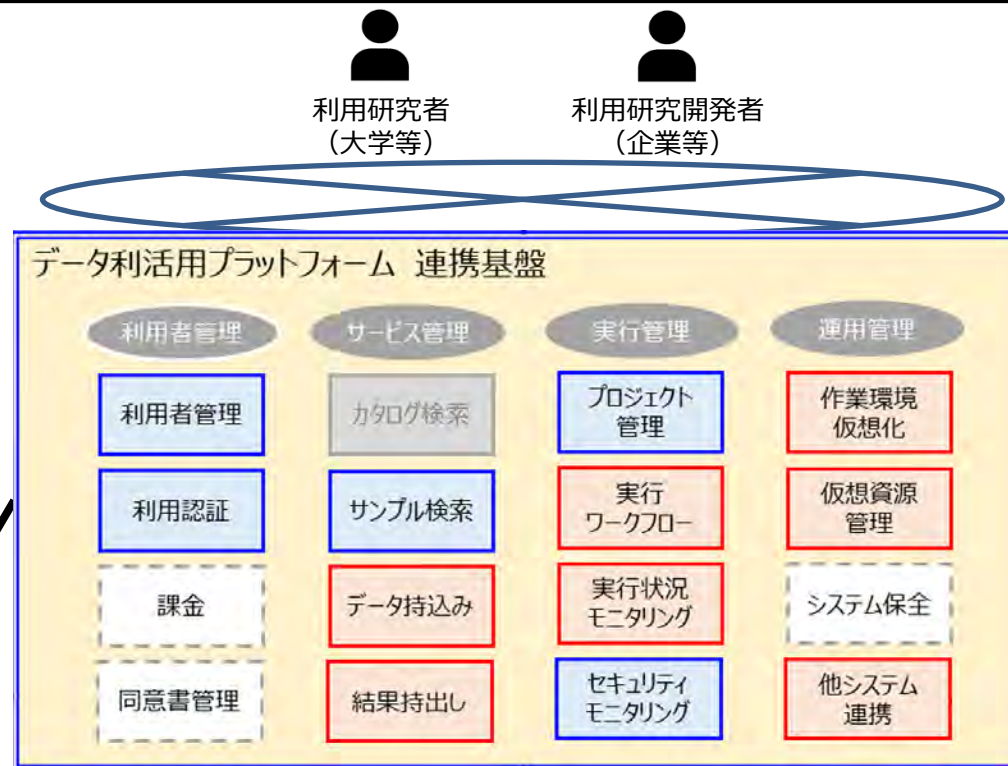 利用研究者
（大学等）
利用研究開発者
（企業等）
データ利活用プラットフォーム 連携基盤
利用者管理
サービス管理
実行管理
運用管理
利用者管理
カタログ検索
プロジェクト
管理
作業環境
仮想化
利用認証
サンプル検索
実行
ワークフロー
仮想資源
管理
課金
データ持込み
実行状況
モニタリング
システム保全
同意書管理
結果持出し
セキュリティ
モニタリング
他システム
連携